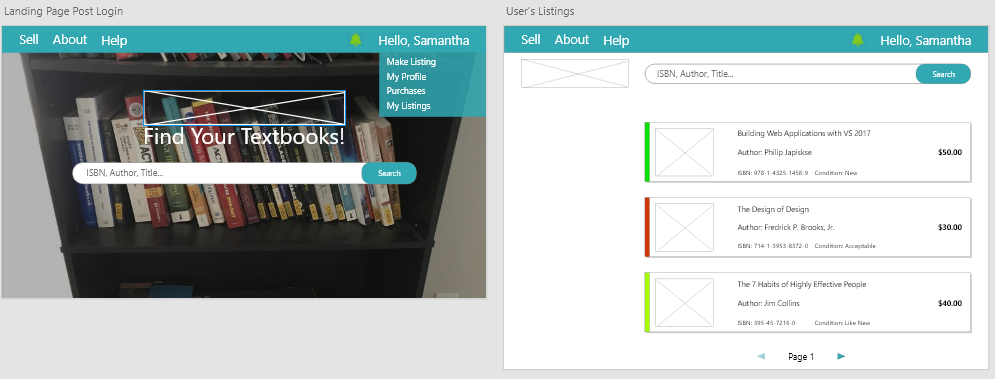 Landing Page Post Login
Sell About Help Hello, Samantha
Make Listing
My Profile
Purchases
My Listings
Find Your Textbooks!
ISBN, Author, Title... Search
User's Listings
Sell About Help Hello, Samantha
ISBN, Author, Title... Search
Building Web Applications with VS 2017
Author: Philip Japiskse
$50.00
ISBN: 978-1-4325-1458-9 Condition: New
The Design of Design
Author: Fredrick P. Brooks, Jr.
$30.00
ISBN: 714-1-3953-8372-0 Condition: Acceptable
The 7 Habits of Highly Effective People
Author: Jim Collins
$40.00
ISBN: 395-45-7216-0 Condition: Like New
Page 1